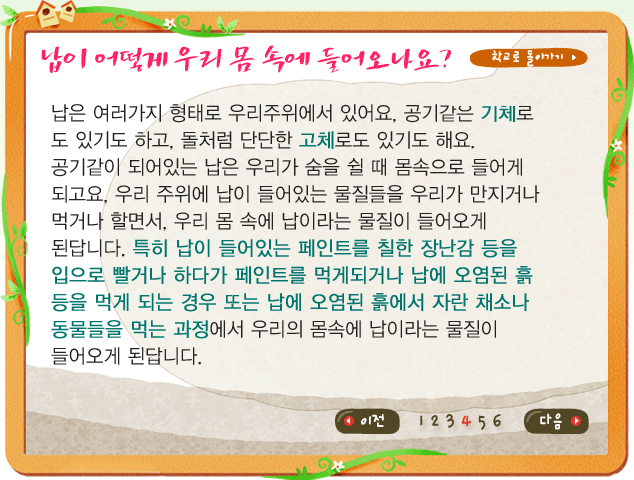 납이 어떻게 우리 몸 속에 들어오나요?
학교로 돌아가기
납은 여러가지 형태로 우리주위에서 있어요, 공기같은 기체로
도 있기도 하고, 돌처럼 단단한 고체로도 있기도 해요.
공기같이 되어있는 납은 우리가 숨을 쉴 때 몸속으로 들어게
되고요, 우리 주위에 납이 들어있는 물질들을 우리가 만지거나
먹거나 할면서, 우리 몸 속에 납이라는 물질이 들어오게
된답니다. 특히 납이 들어있는 페인트를 칠한 장난감 등을
입으로 빨거나 하다가 페인트를 먹게되거나 납에 오염된 흙
등을 먹게 되는 경우 또는 납에 오염된 흙에서 자란 채소나
동물들을 먹는 과정에서 우리의 몸속에 납이라는 물질이
들어오게 된답니다.
이전 1 2 3 4 5 6 다음